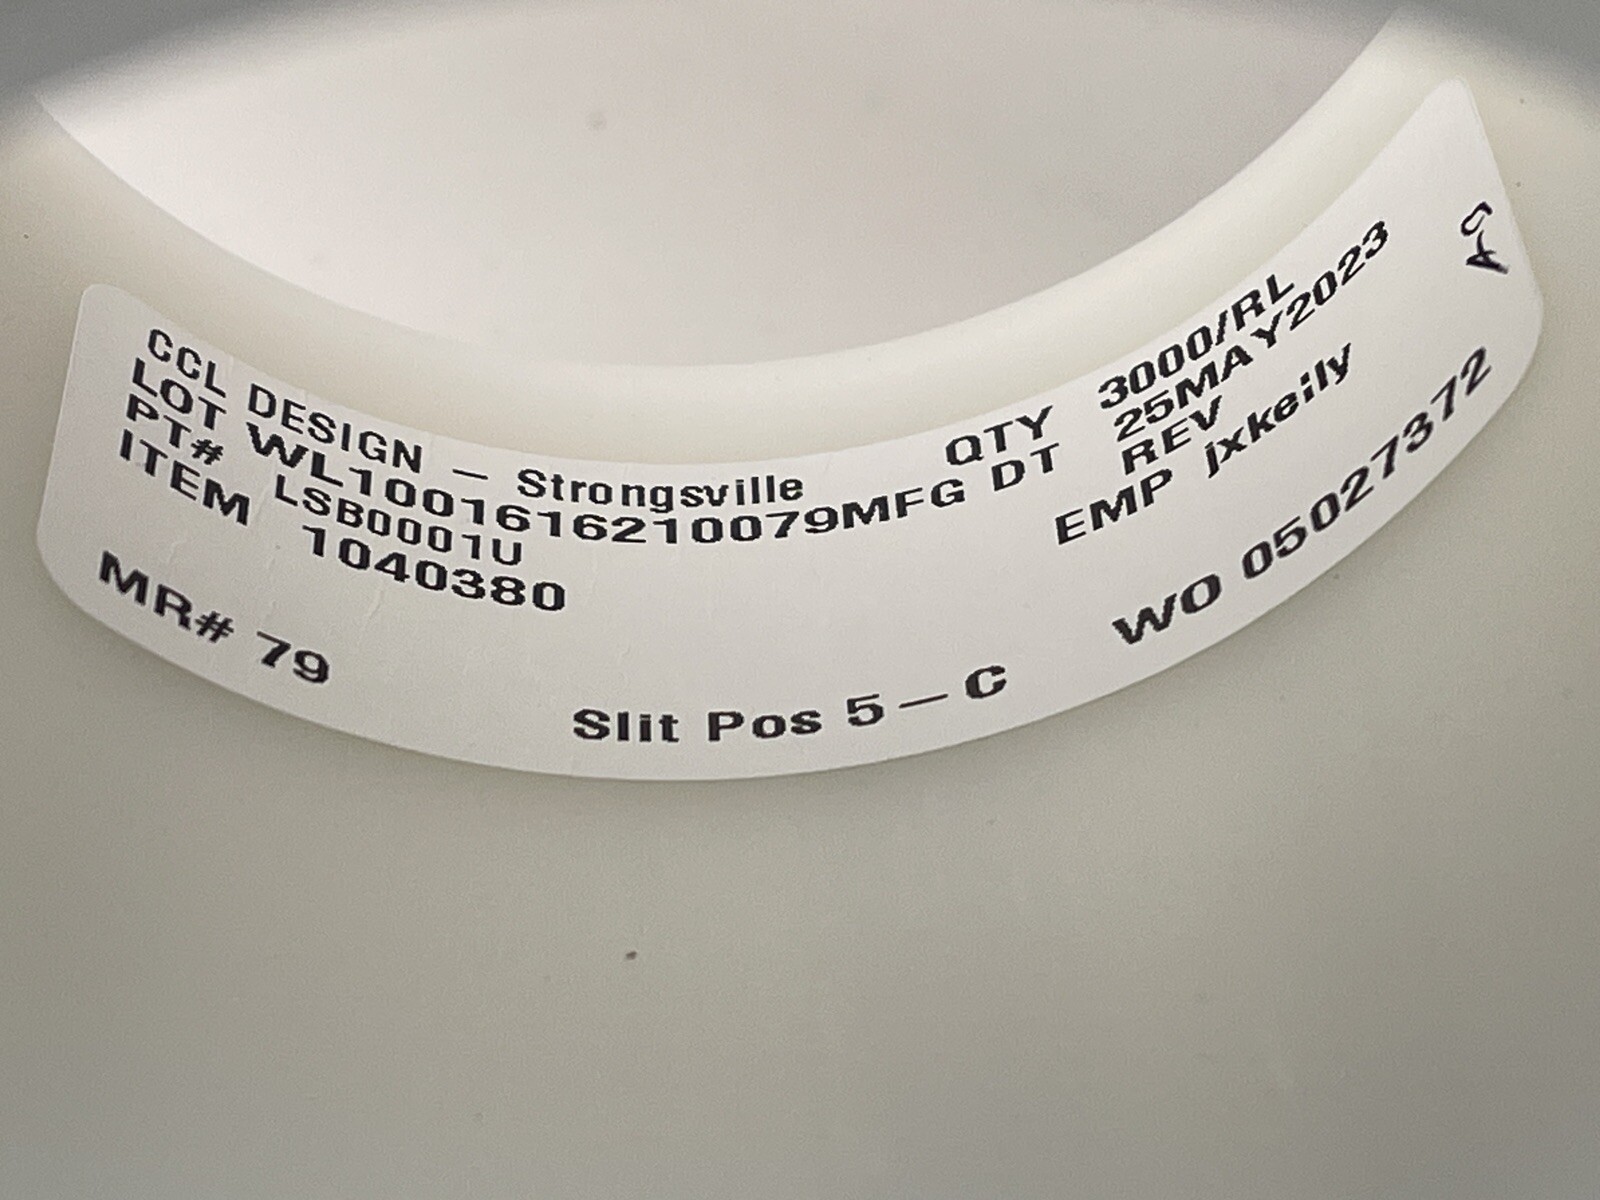 CCL DESIGN - Strongsville QTY 3000/RL
LOT WL1001616210079MFG DT 25MAY2023
PT# LSB0001U REV
ITEM 1040380 EMP jxkeily
MR# 79 Slit Pos 5-C WO 05027372